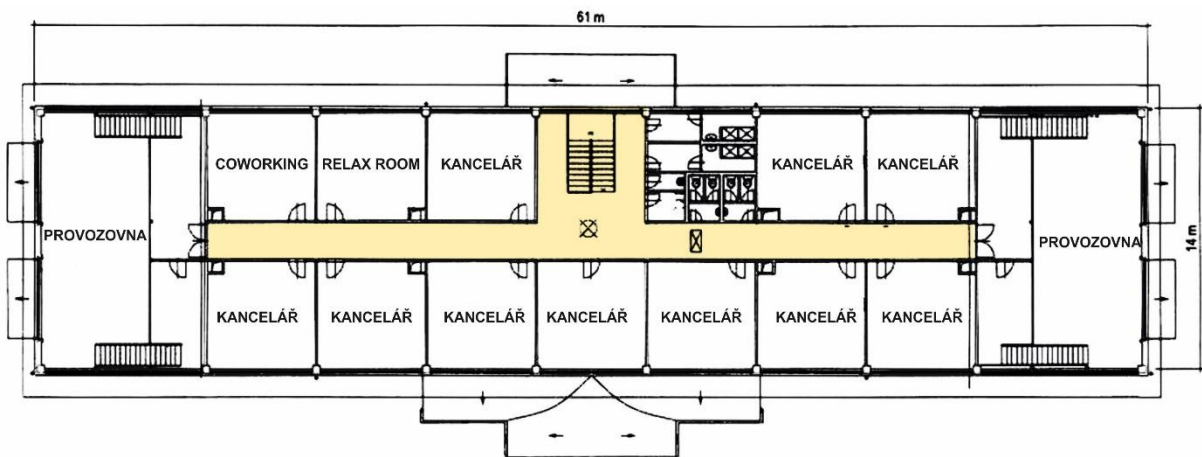 61 m
COWORKING
RELAX ROOM
KANCELÁŘ
KANCELÁŘ
KANCELÁŘ
PROVOZOVNA
PROVOZOVNA
14 m
KANCELÁŘ
KANCELÁŘ
KANCELÁŘ
KANCELÁŘ
KANCELÁŘ
KANCELÁŘ
KANCELÁŘ